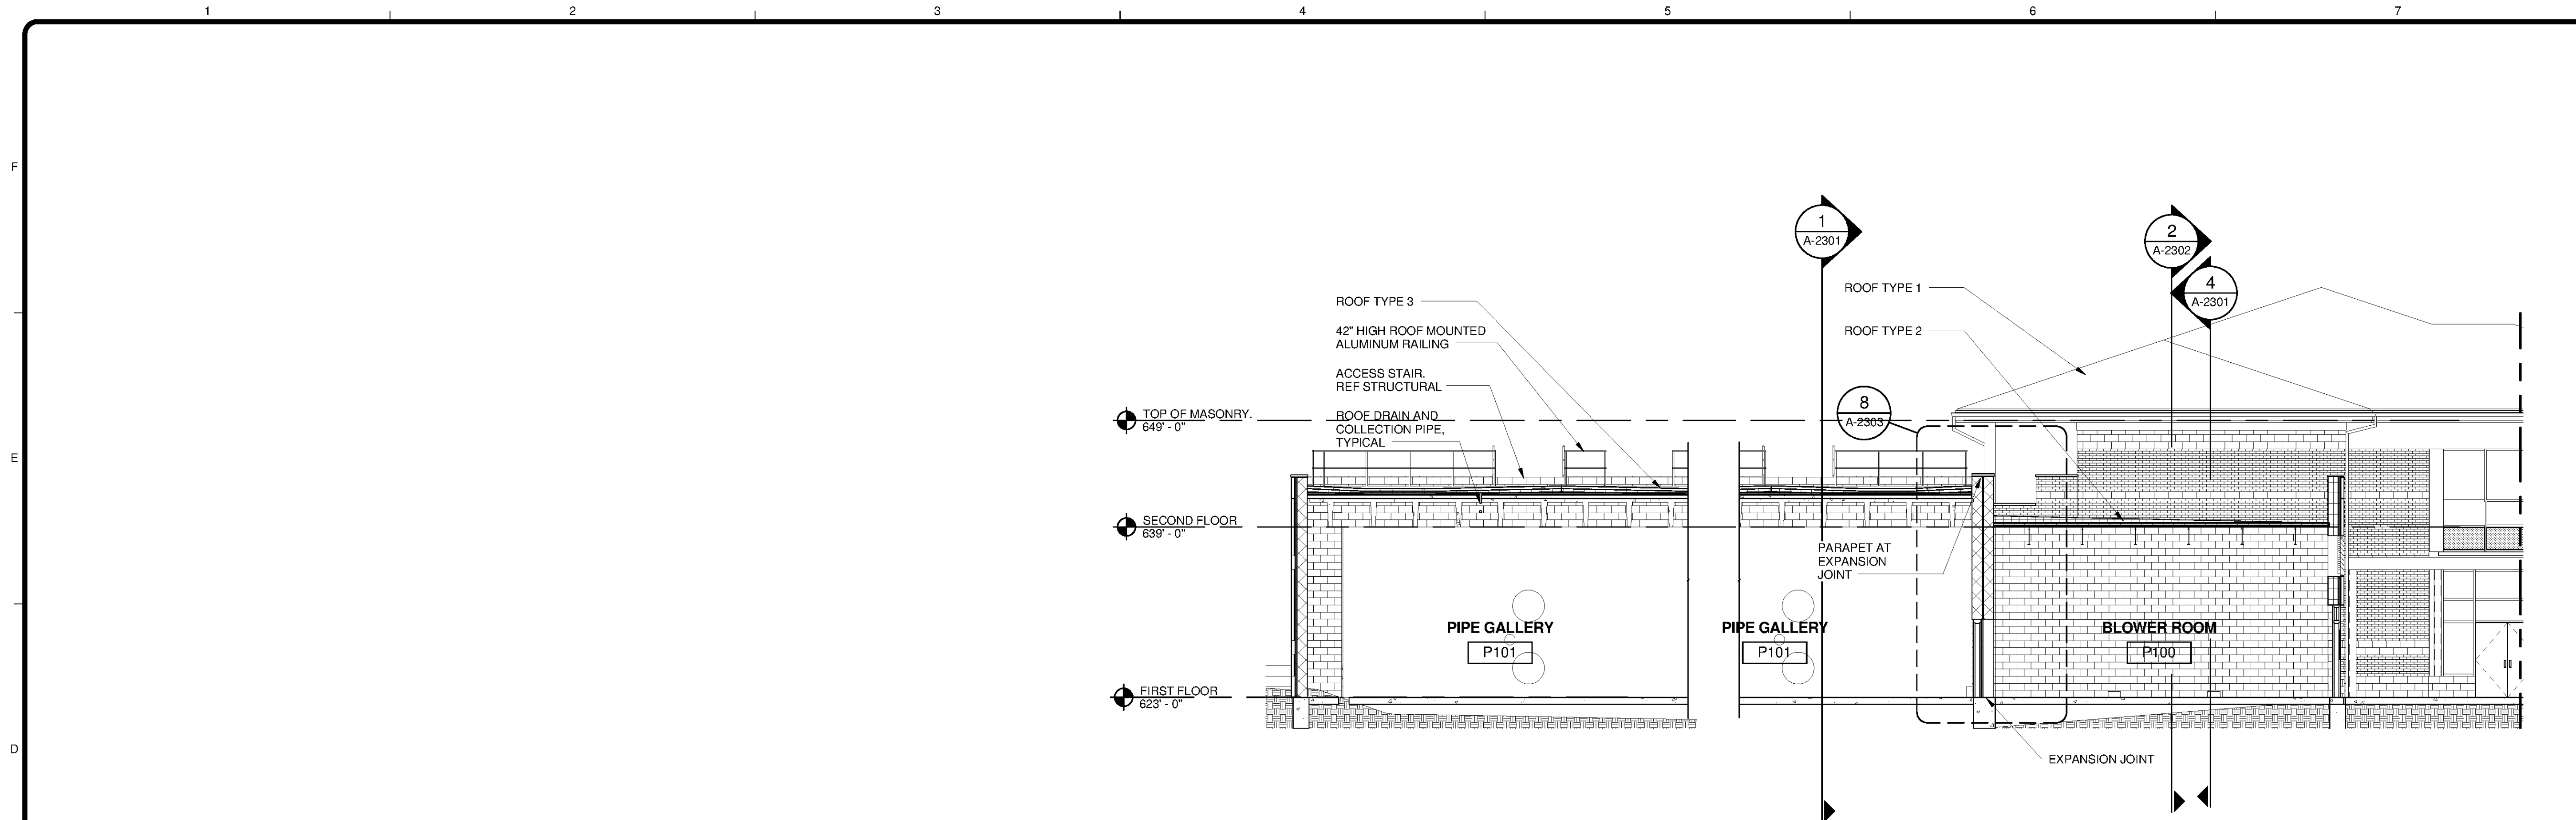 1
2
3
4
5
6
7
F
E
D
1
A-2301
2
A-2302
4
A-2301
ROOF TYPE 3
42" HIGH ROOF MOUNTED
ALUMINUM RAILING
ACCESS STAIR.
REF STRUCTURAL
ROOF DRAIN AND
COLLECTION PIPE,
TYPICAL
ROOF TYPE 1
ROOF TYPE 2
8
A-2303
TOP OF MASONRY.
649' - 0"
SECOND FLOOR
639' - 0"
FIRST FLOOR
623' - 0"
PARAPET AT
EXPANSION
JOINT
PIPE GALLERY
P101
PIPE GALLERY
P101
BLOWER ROOM
P100
EXPANSION JOINT